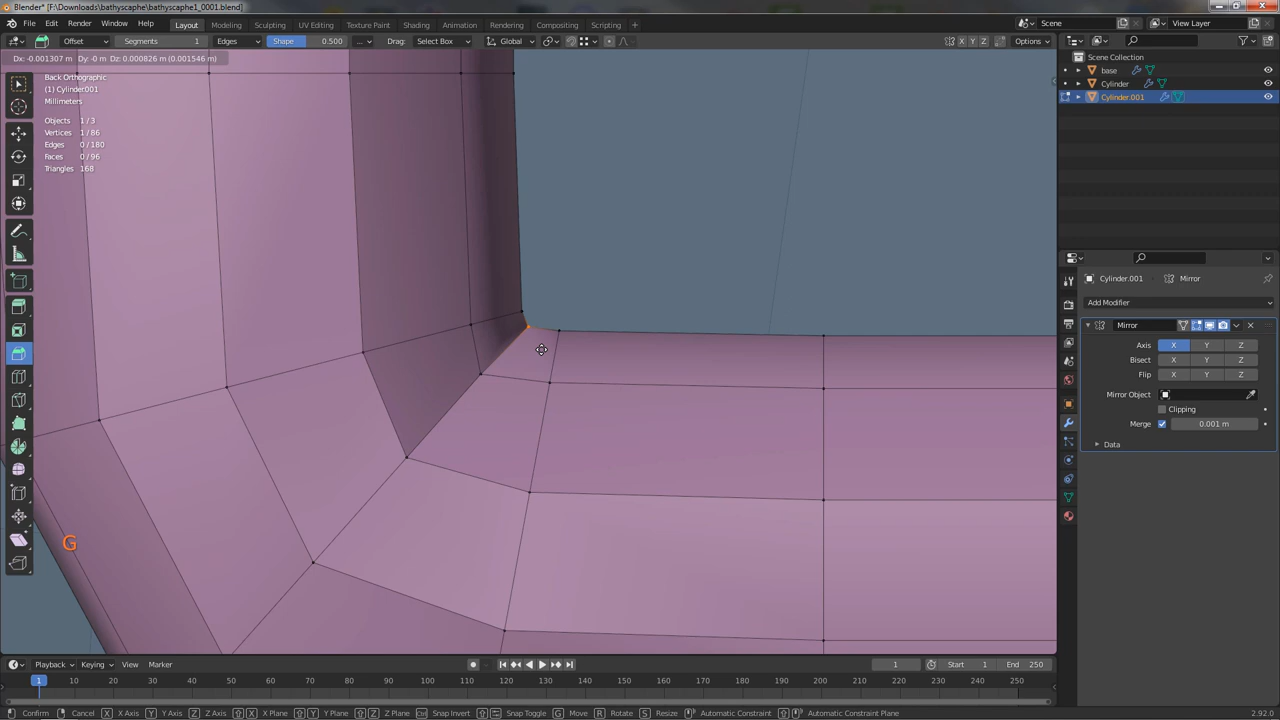 Blender* [F:\Downloads\bathyscaphe\bathyscaphe1_0001.blend]
File Edit Render Window Help Layout Modeling Sculpting UV Editing Texture Paint Shading Animation Rendering Compositing Scripting Scene View Layer
Offset Segments 1 Edges Shape 0.500 ... Drag: Select Box Global X Y Z Options
Dx: -0.001307 m Dy: -0 m Dz: 0.000826 m (0.001546 m)
Back Orthographic
(1) Cylinder001
Millimeters
Objects 1 / 3
Vertices 1 / 86
Edges 0 / 180
Faces 0 / 96
Triangles 168
G
Scene Collection
base
Cylinder
Cylinder.001
Cylinder.001 Mirror
Add Modifier
Mirror
Axis X Y Z
Bisect X Y Z
Flip X Y Z
Mirror Object
Clipping
Merge 0.001 m
Data
Playback Keying View Marker 1 Start 1 End 250
1 10 20 30 40 50 60 70 80 90 100 110 120 130 140 150 160 170 180 190 200 210 220 230 240 250
Confirm Cancel X X Axis Y Y Axis Z Z Axis X X Plane Y Y Plane Z Z Plane Snap Invert Snap Toggle G Move R Rotate S Resize Automatic Constraint Automatic Constraint Plane 2.92.0